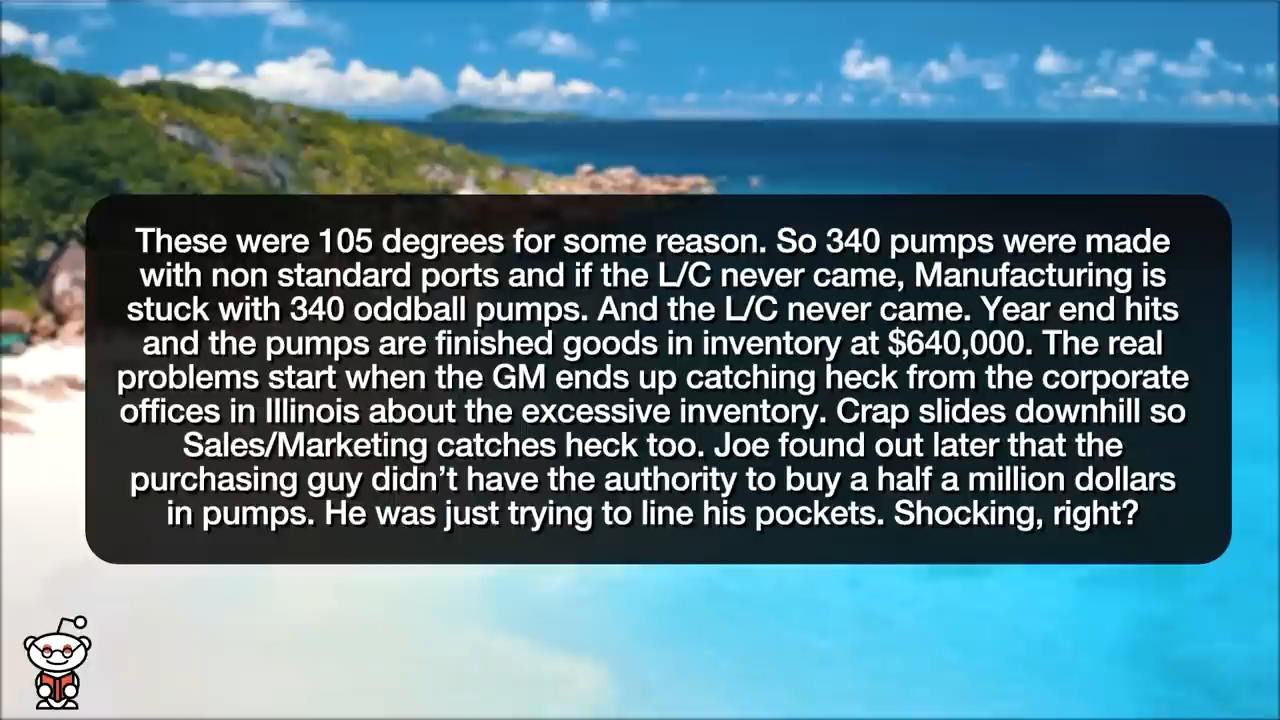 These were 105 degrees for some reason. So 340 pumps were made
with non standard ports and if the L/C never came, Manufacturing is
stuck with 340 oddball pumps. And the L/C never came. Year end hits
and the pumps are finished goods in inventory at $640,000. The real
problems start when the GM ends up catching heck from the corporate
offices in Illinois about the excessive inventory. Crap slides downhill so
Sales/Marketing catches heck too. Joe found out later that the
purchasing guy didn’t have the authority to buy a half a million dollars
in pumps. He was just trying to line his pockets. Shocking, right?